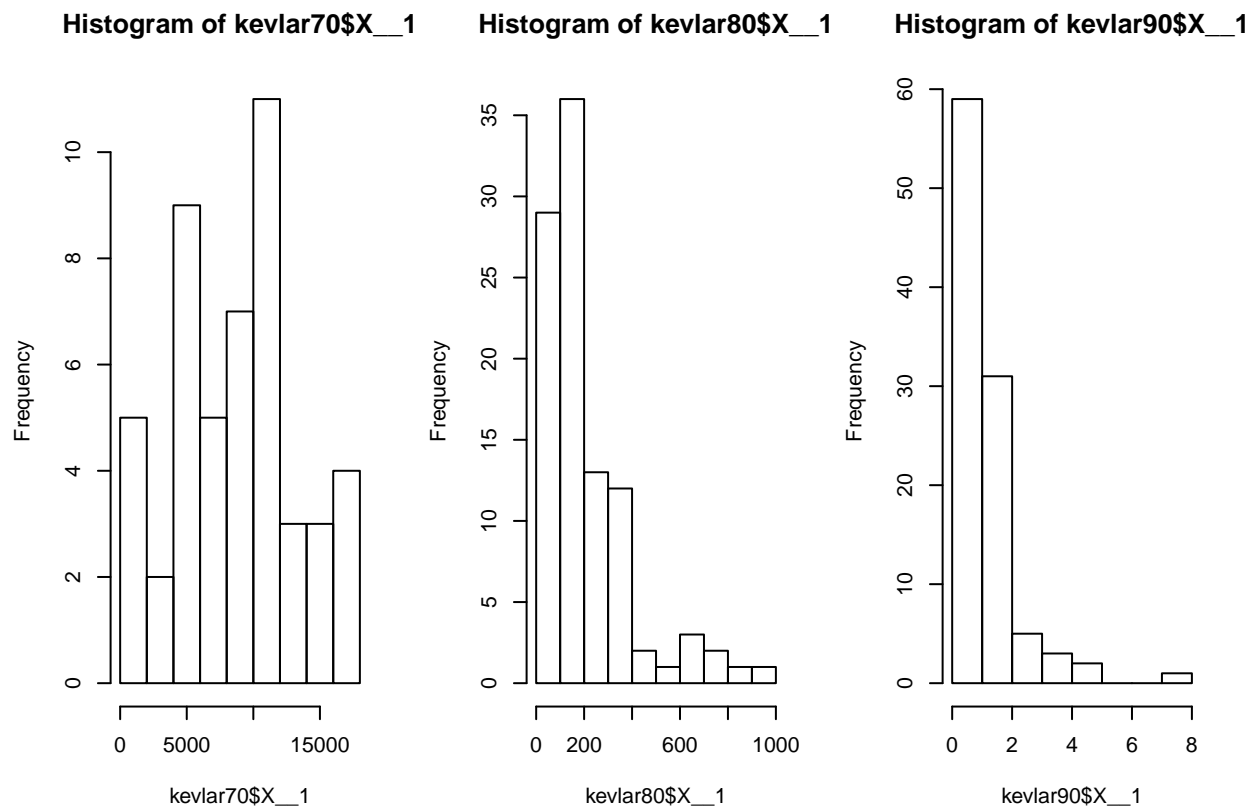 Histogram of kevlar70$X__1
Frequency
0
2
4
6
8
10
0 5000 15000
kevlar70$X__1
Histogram of kevlar80$X__1
Frequency
0
5
10
15
20
25
30
35
0 200 600 1000
kevlar80$X__1
Histogram of kevlar90$X__1
Frequency
0
10
20
30
40
50
60
0 2 4 6 8
kevlar90$X__1